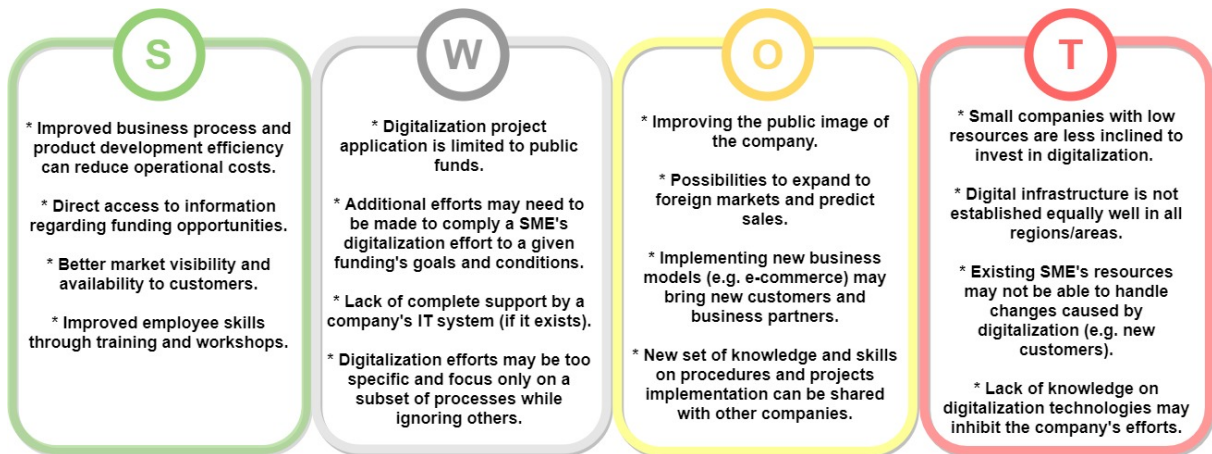 S
* Improved business process and
product development efficiency
can reduce operational costs.
* Direct access to information
regarding funding opportunities.
* Better market visibility and
availability to customers.
* Improved employee skills
through training and workshops.
W
* Digitalization project
application is limited to public
funds.
* Additional efforts may need to
be made to comply a SME's
digitalization effort to a given
funding's goals and conditions.
* Lack of complete support by a
company's IT system (if it exists).
* Digitalization efforts may be too
specific and focus only on a
subset of processes while
ignoring others.
O
* Improving the public image of
the company.
* Possibilities to expand to
foreign markets and predict
sales.
* Implementing new business
models (e.g. e-commerce) may
bring new customers and
business partners.
* New set of knowledge and skills
on procedures and projects
implementation can be shared
with other companies.
T
* Small companies with low
resources are less inclined to
invest in digitalization.
* Digital infrastructure is not
established equally well in all
regions/areas.
* Existing SME's resources
may not be able to handle
changes caused by
digitalization (e.g. new
customers).
* Lack of knowledge on
digitalization technologies may
inhibit the company's efforts.